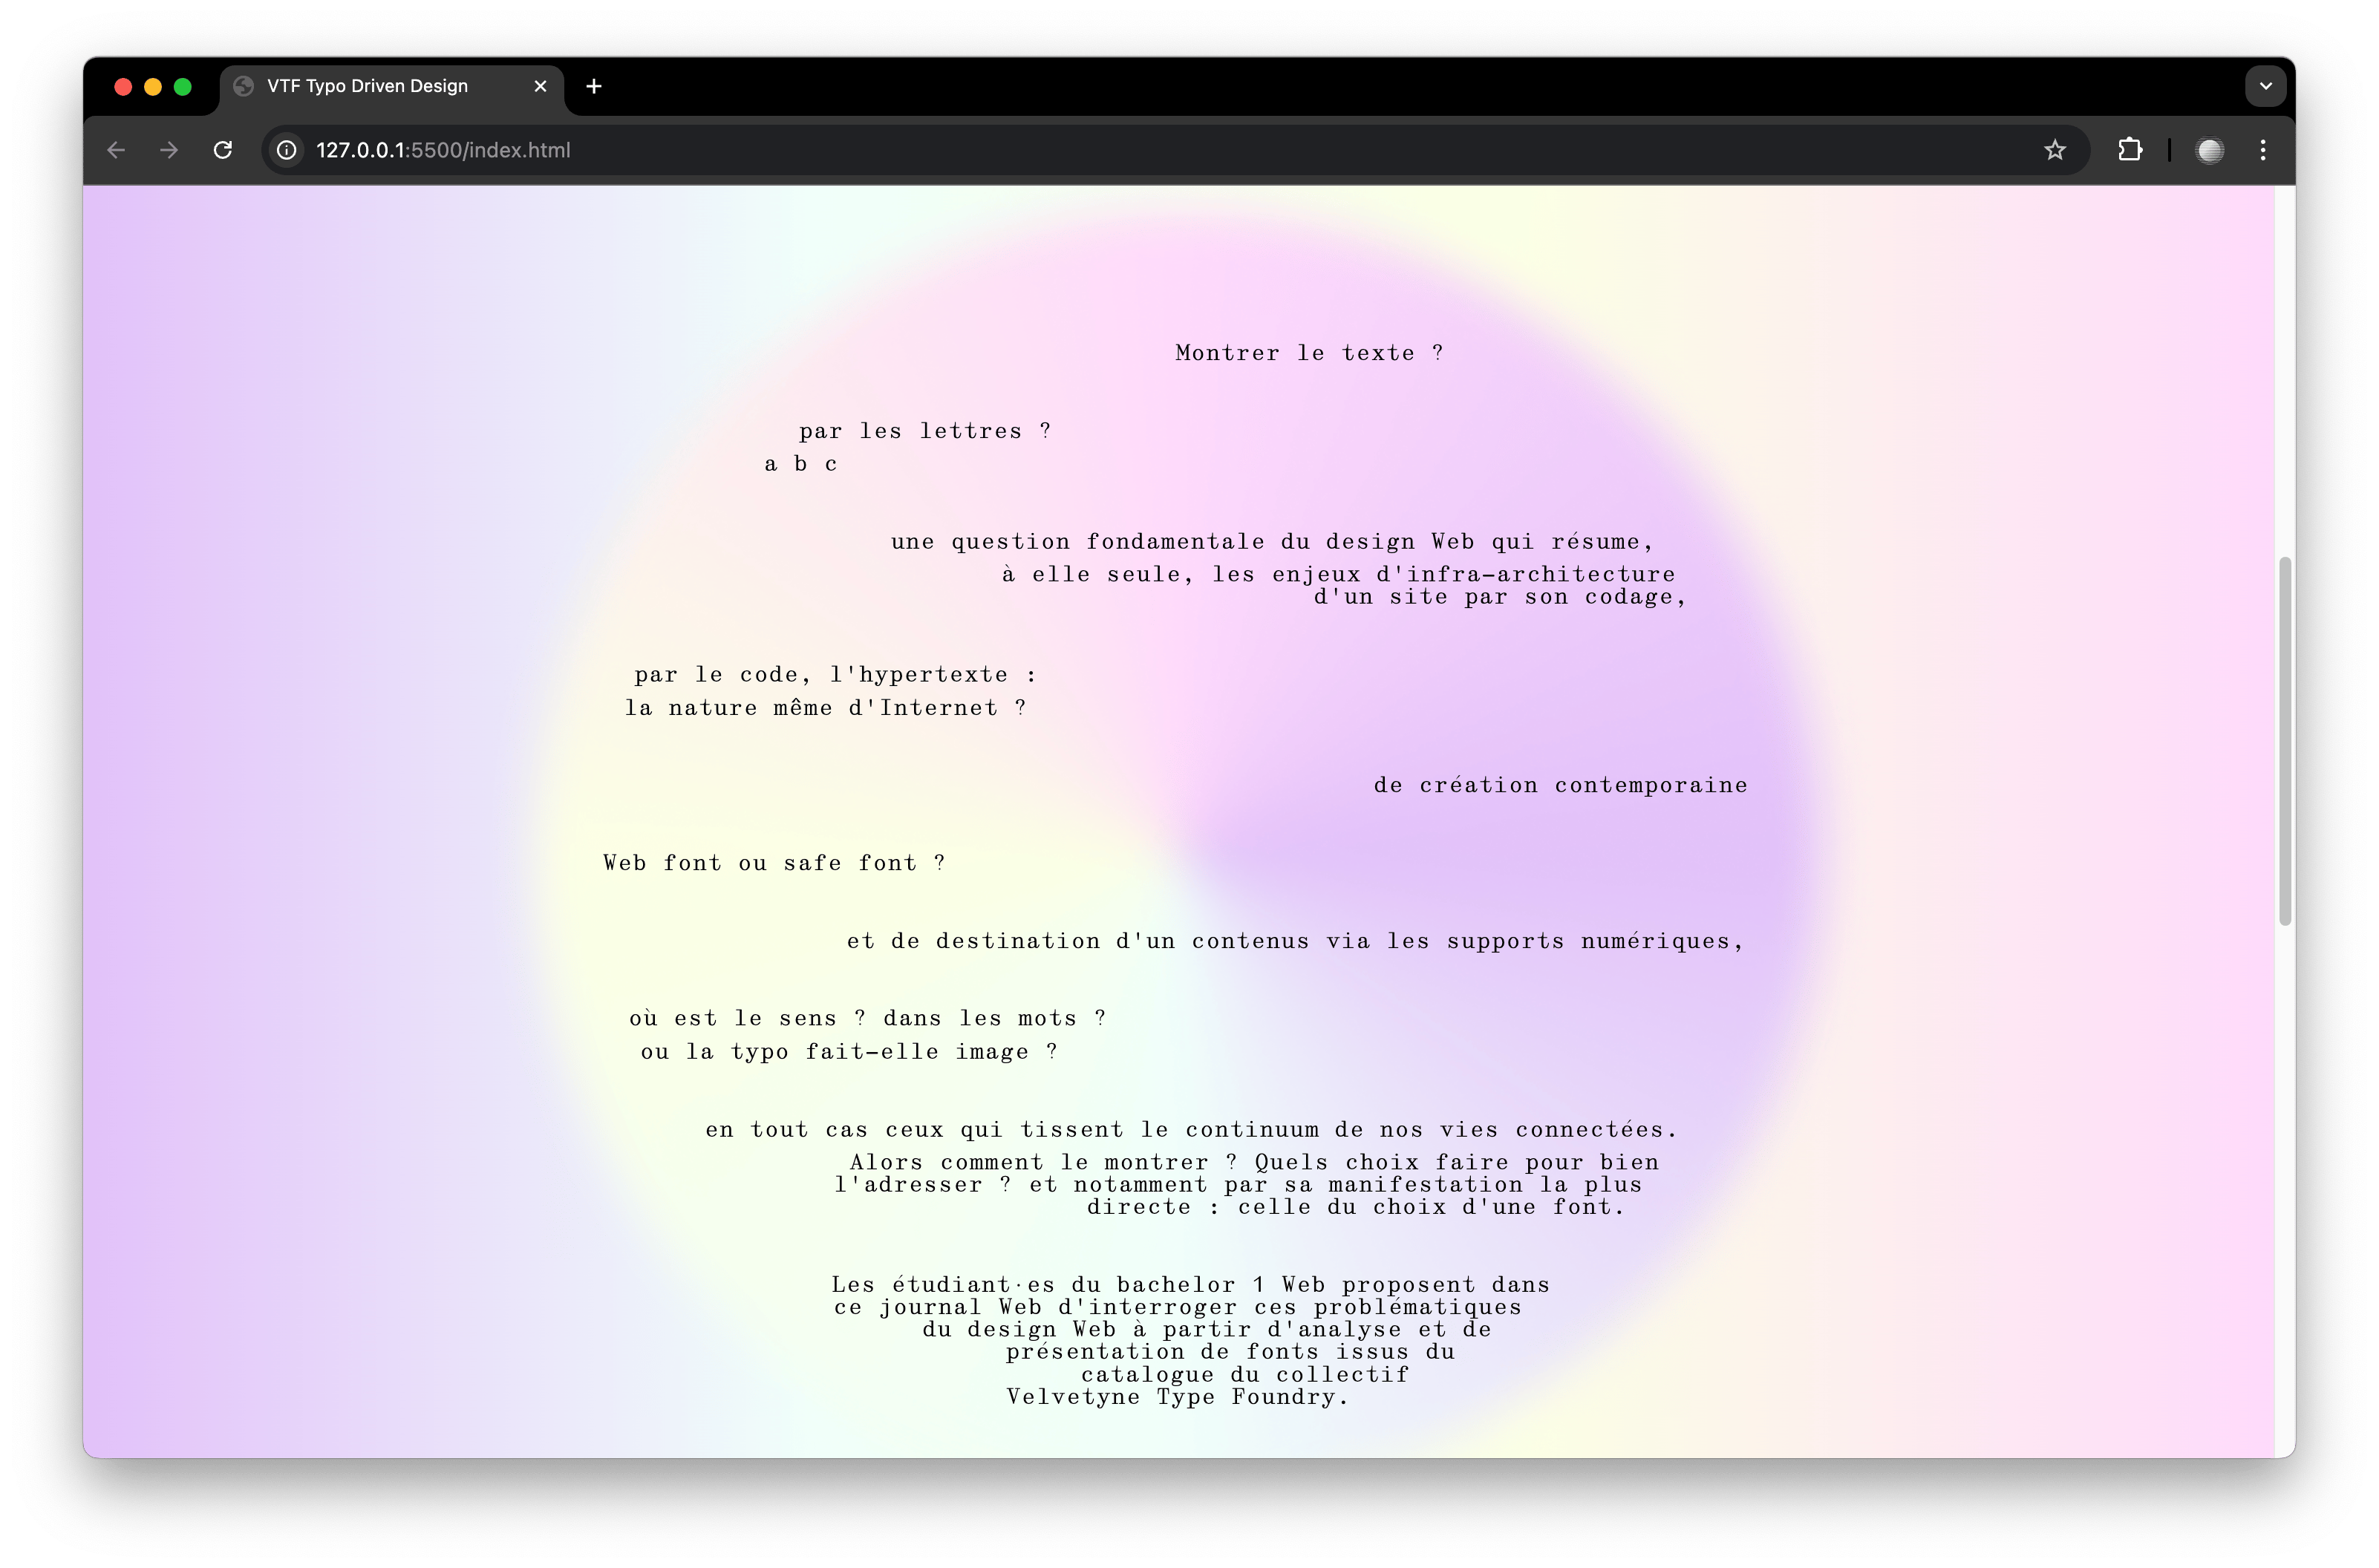 VTF Typo Driven Design
127.0.0.1:5500/index.html
Montrer le texte ?
par les lettres ?
a b c
une question fondamentale du design Web qui résume,
à elle seule, les enjeux d'infra-architecture
d'un site par son codage,
par le code, l'hypertexte :
la nature même d'Internet ?
de création contemporaine
Web font ou safe font ?
et de destination d'un contenus via les supports numériques,
où est le sens ? dans les mots ?
ou la typo fait-elle image ?
en tout cas ceux qui tissent le continuum de nos vies connectées.
Alors comment le montrer ? Quels choix faire pour bien
l'adresser ? et notamment par sa manifestation la plus
directe : celle du choix d'une font.
Les étudiant·es du bachelor 1 Web proposent dans
ce journal Web d'interroger ces problématiques
du design Web à partir d'analyse et de
présentation de fonts issus du
catalogue du collectif
Velvetyne Type Foundry.